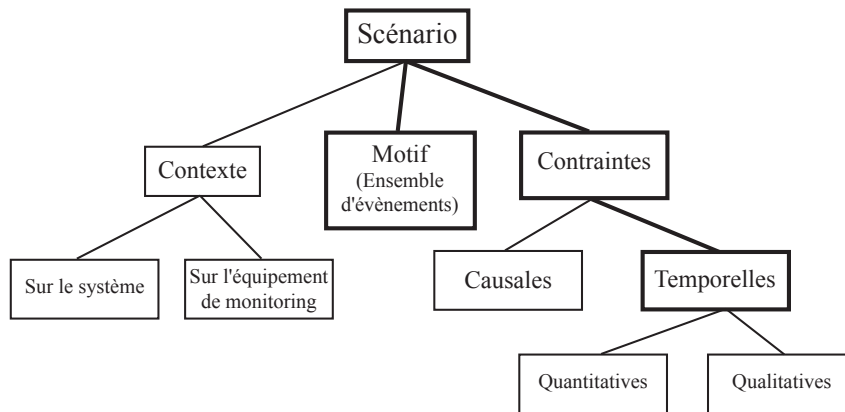 Scénario
Contexte
Motif
(Ensemble
d'évènements)
Contraintes
Sur le système
Sur l'équipement
de monitoring
Causales
Temporelles
Quantitatives
Qualitatives